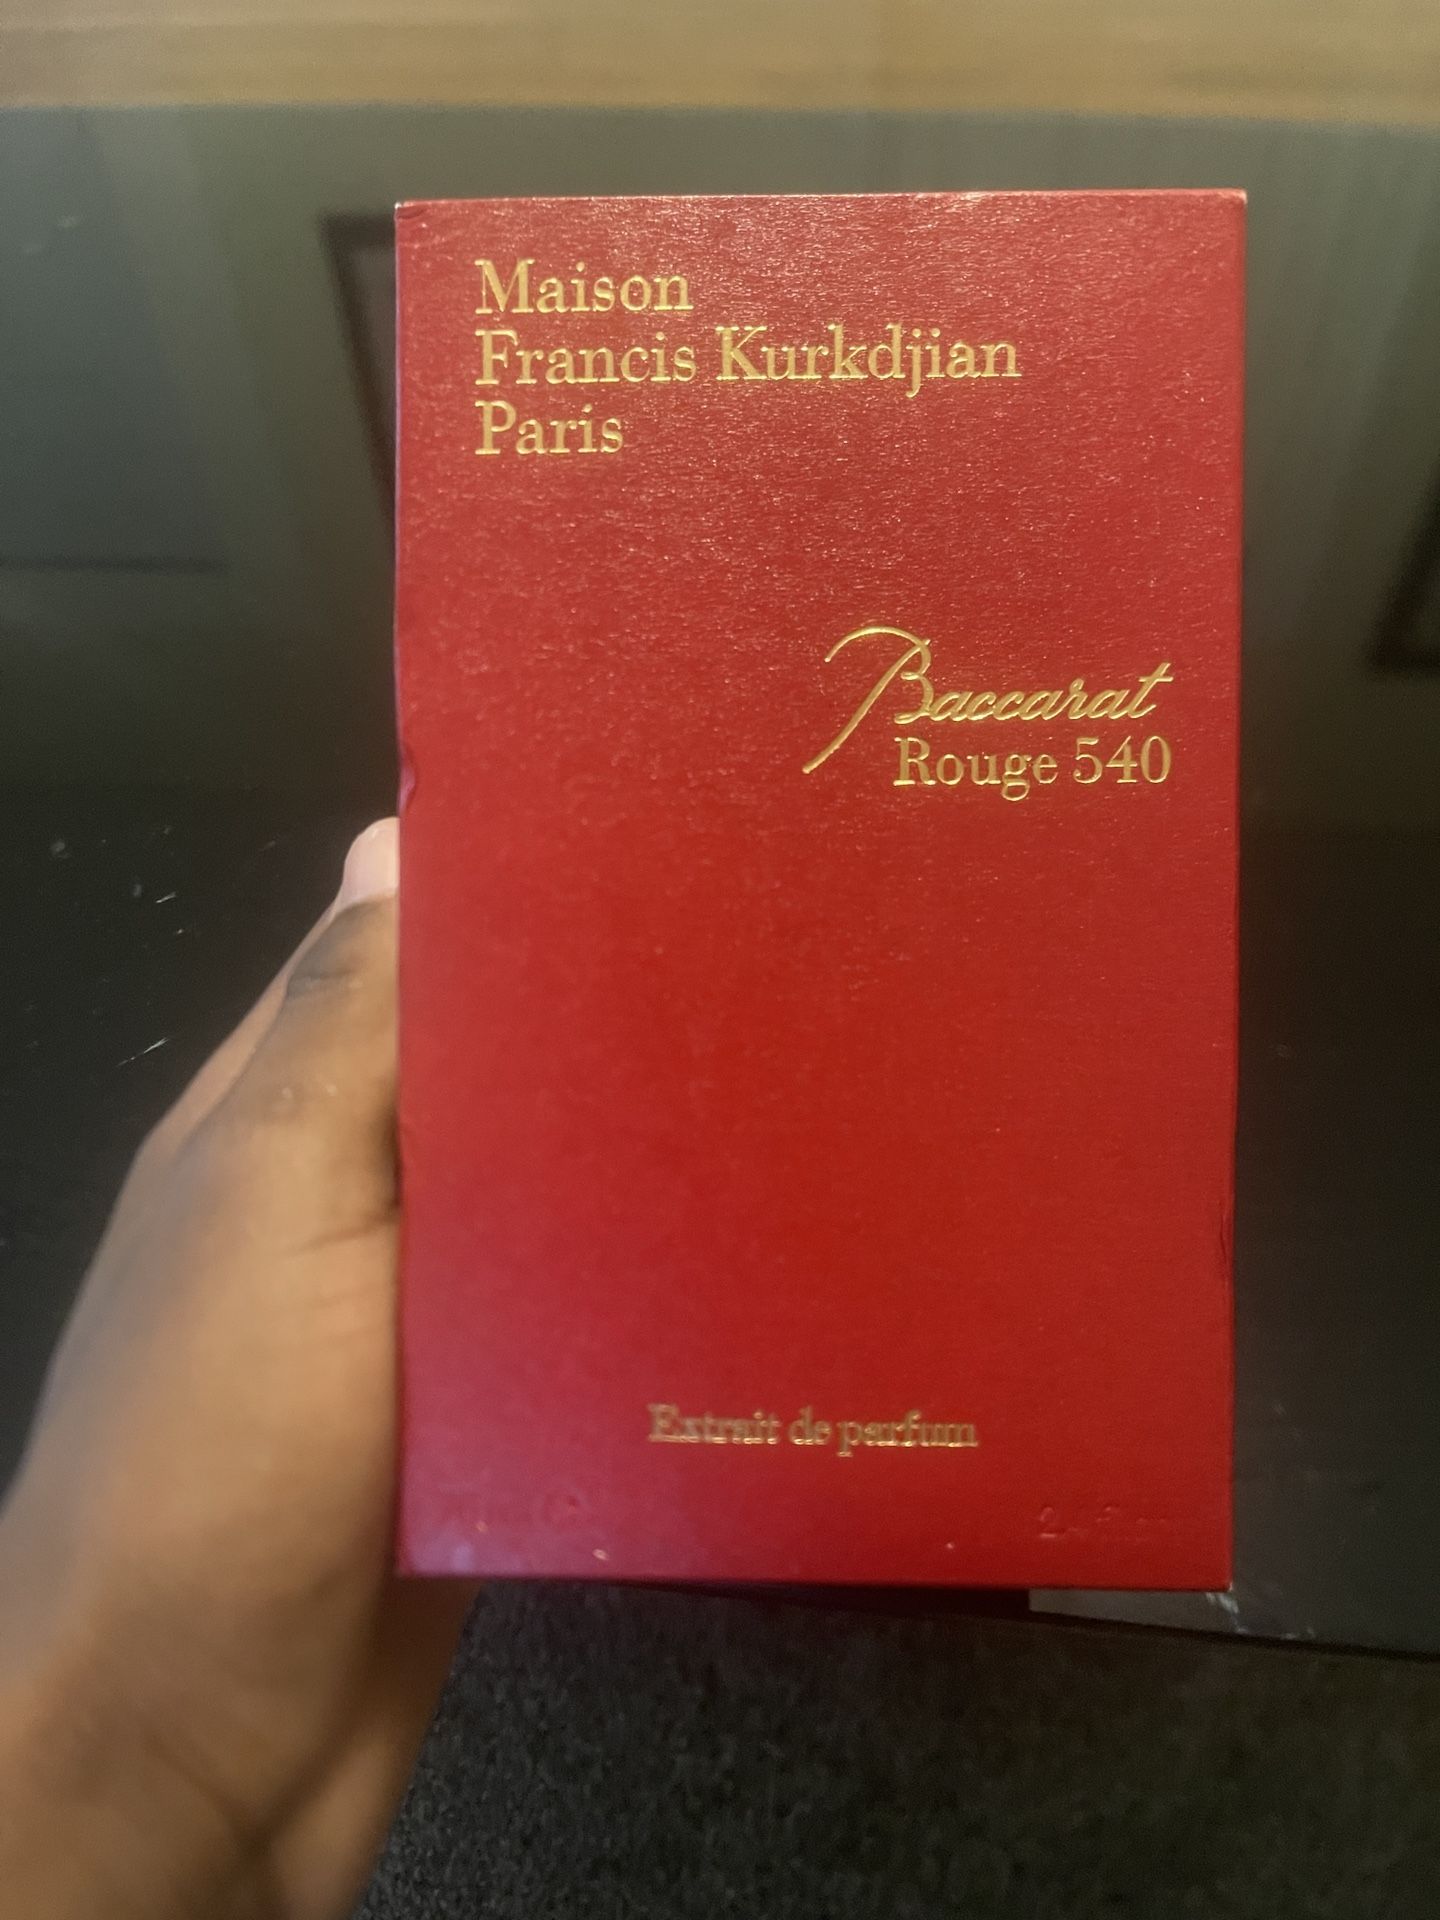 Maison
Francis Kurkdjian
Paris
Baccarat
Rouge 540
Extrait de parfum